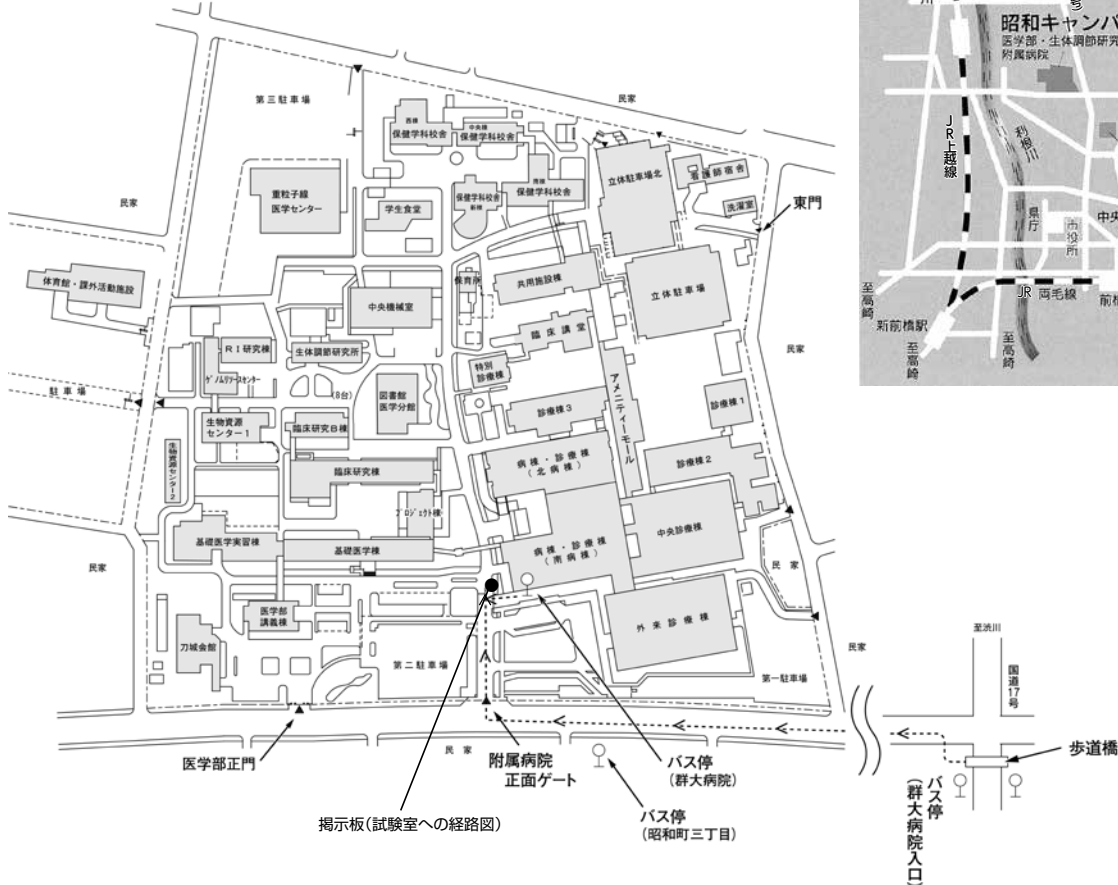 第三駐車場
民家
西棟
保健学科校舎
中央棟
保健学科校舎
南棟
保健学科校舎
保健学科校舎
新棟
立体駐車場北
看護師宿舎
洗濯室
東門
民家
重粒子線
医学センター
学生食堂
体育館・課外活動施設
中央機械室
保育所
共用施設棟
立体駐車場
臨床講堂
民家
RI研究棟
生体調節研究所
ゲノムリソースセンター
特別
診療棟
アメニティーモール
駐車場
(8台)
図書館
医学分館
診療棟3
診療棟1
生物資源
センター1
臨床研究B棟
生物資源センター2
臨床研究棟
病棟・診療棟
(北病棟)
診療棟2
プロジェクト棟
中央診療棟
基礎医学実習棟
基礎医学棟
病棟・診療棟
(南病棟)
民家
民家
医学部
講義棟
外来診療棟
刀城会館
第二駐車場
第一駐車場
民家
医学部正門
民家
附属病院
正面ゲート
バス停
(群大病院)
バス停
(昭和町三丁目)
掲示板(試験室への経路図)
至渋川
国道17号
歩道橋
バス停
(群大病院入口)
昭和キャンパ
医学部・生体調節研究
附属病院
JR上越線
利根川
県庁
市役所
中央
至高崎
新前橋駅
至高崎
JR 両毛線
至高崎
前橋